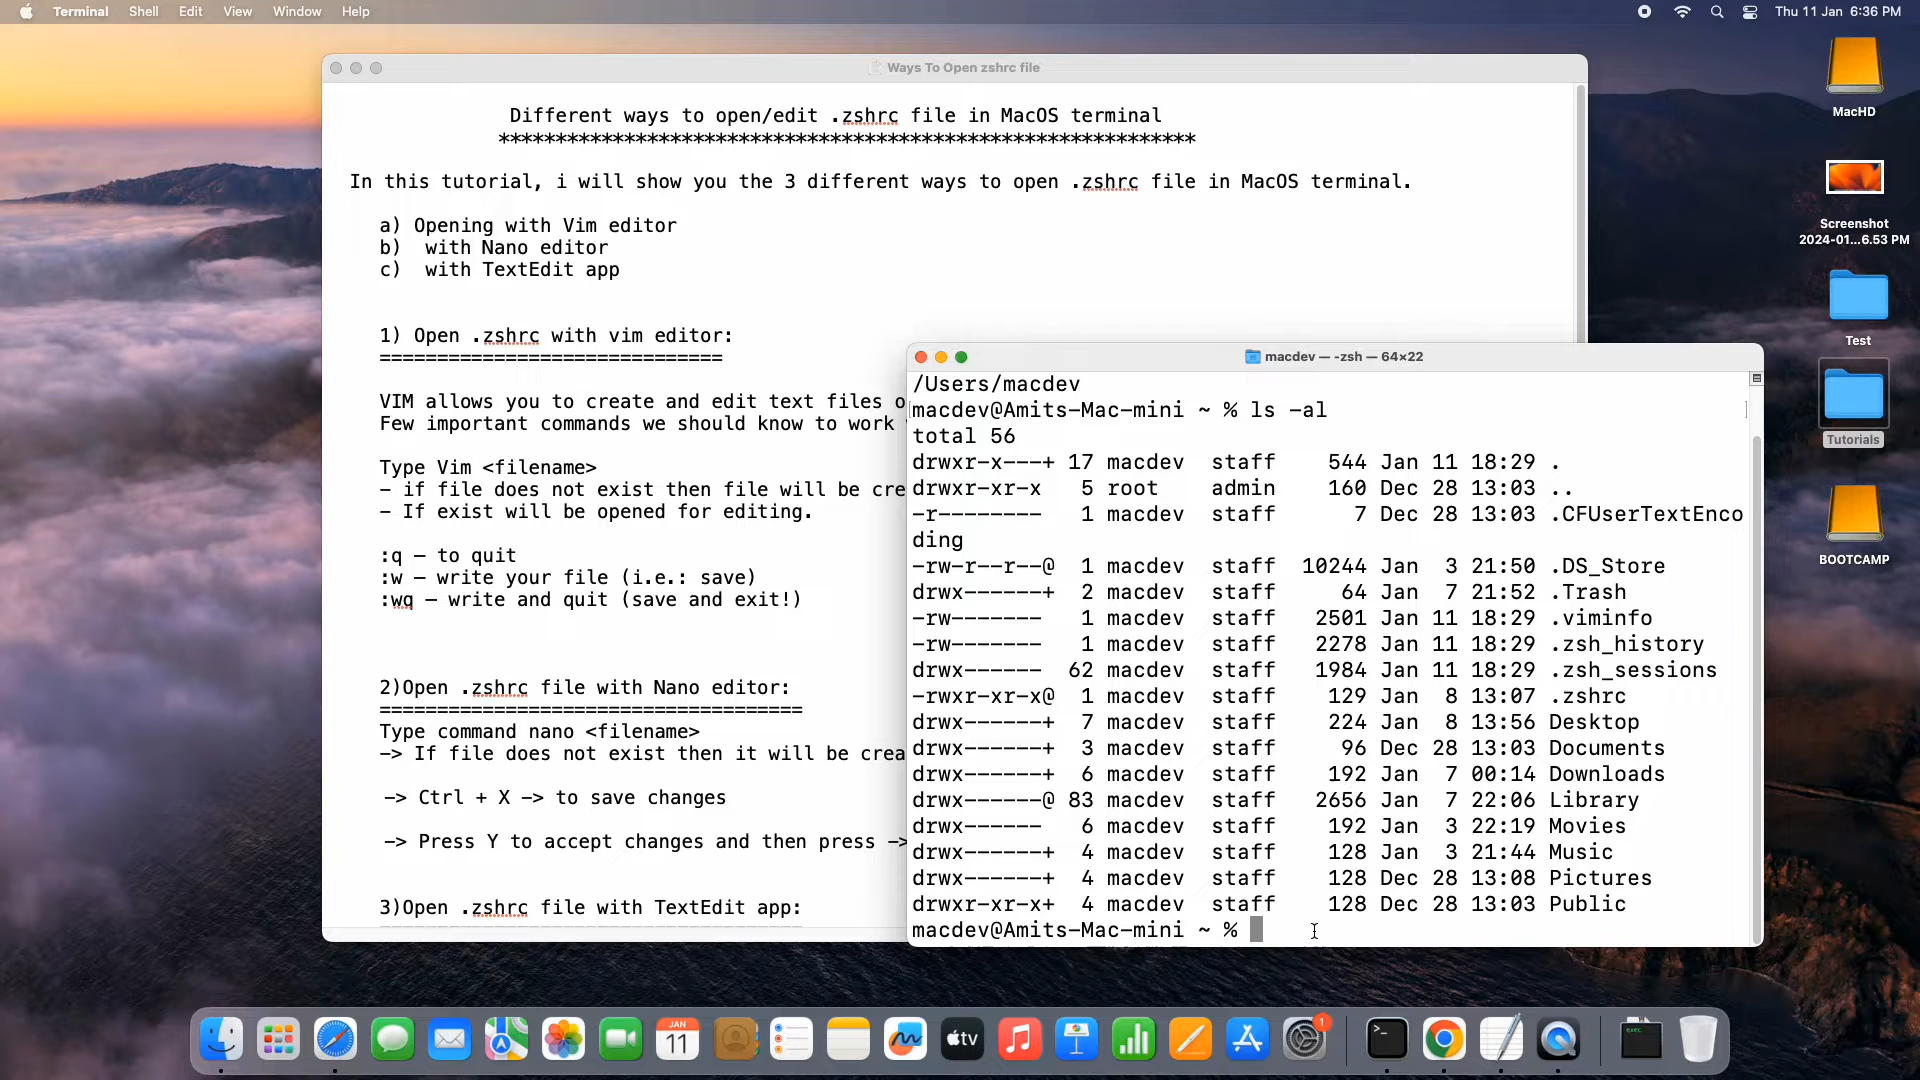 Terminal Shell Edit View Window Help
Thu 11 Jan 6:36 PM
Ways To Open zshrc file
Different ways to open/edit .zshrc file in MacOS terminal
*************************************************************
In this tutorial, i will show you the 3 different ways to open .zshrc file in MacOS terminal.
a) Opening with Vim editor
b) with Nano editor
c) with TextEdit app
1) Open .zshrc with vim editor:
==============================
VIM allows you to create and edit text files o
Few important commands we should know to work
Type Vim <filename>
- if file does not exist then file will be cre
- If exist will be opened for editing.
:q – to quit
:w – write your file (i.e.: save)
:wq – write and quit (save and exit!)
2)Open .zshrc file with Nano editor:
=====================================
Type command nano <filename>
-> If file does not exist then it will be crea
-> Ctrl + X -> to save changes
-> Press Y to accept changes and then press ->
3)Open .zshrc file with TextEdit app:
macdev — -zsh — 64×22
/Users/macdev
macdev@Amits-Mac-mini ~ % ls -al
total 56
drwxr-x---+ 17 macdev staff 544 Jan 11 18:29 .
drwxr-xr-x 5 root admin 160 Dec 28 13:03 ..
-r-------- 1 macdev staff 7 Dec 28 13:03 .CFUserTextEnco
ding
-rw-r--r--@ 1 macdev staff 10244 Jan 3 21:50 .DS_Store
drwx------+ 2 macdev staff 64 Jan 7 21:52 .Trash
-rw------- 1 macdev staff 2501 Jan 11 18:29 .viminfo
-rw------- 1 macdev staff 2278 Jan 11 18:29 .zsh_history
drwx------ 62 macdev staff 1984 Jan 11 18:29 .zsh_sessions
-rwxr-xr-x@ 1 macdev staff 129 Jan 8 13:07 .zshrc
drwx------+ 7 macdev staff 224 Jan 8 13:56 Desktop
drwx------+ 3 macdev staff 96 Dec 28 13:03 Documents
drwx------+ 6 macdev staff 192 Jan 7 00:14 Downloads
drwx------@ 83 macdev staff 2656 Jan 7 22:06 Library
drwx------ 6 macdev staff 192 Jan 3 22:19 Movies
drwx------+ 4 macdev staff 128 Jan 3 21:44 Music
drwx------+ 4 macdev staff 128 Dec 28 13:08 Pictures
drwxr-xr-x+ 4 macdev staff 128 Dec 28 13:03 Public
macdev@Amits-Mac-mini ~ %
MacHD
Screenshot
2024-01...6.53 PM
Test
Tutorials
BOOTCAMP
JAN
11
tv
1
exec